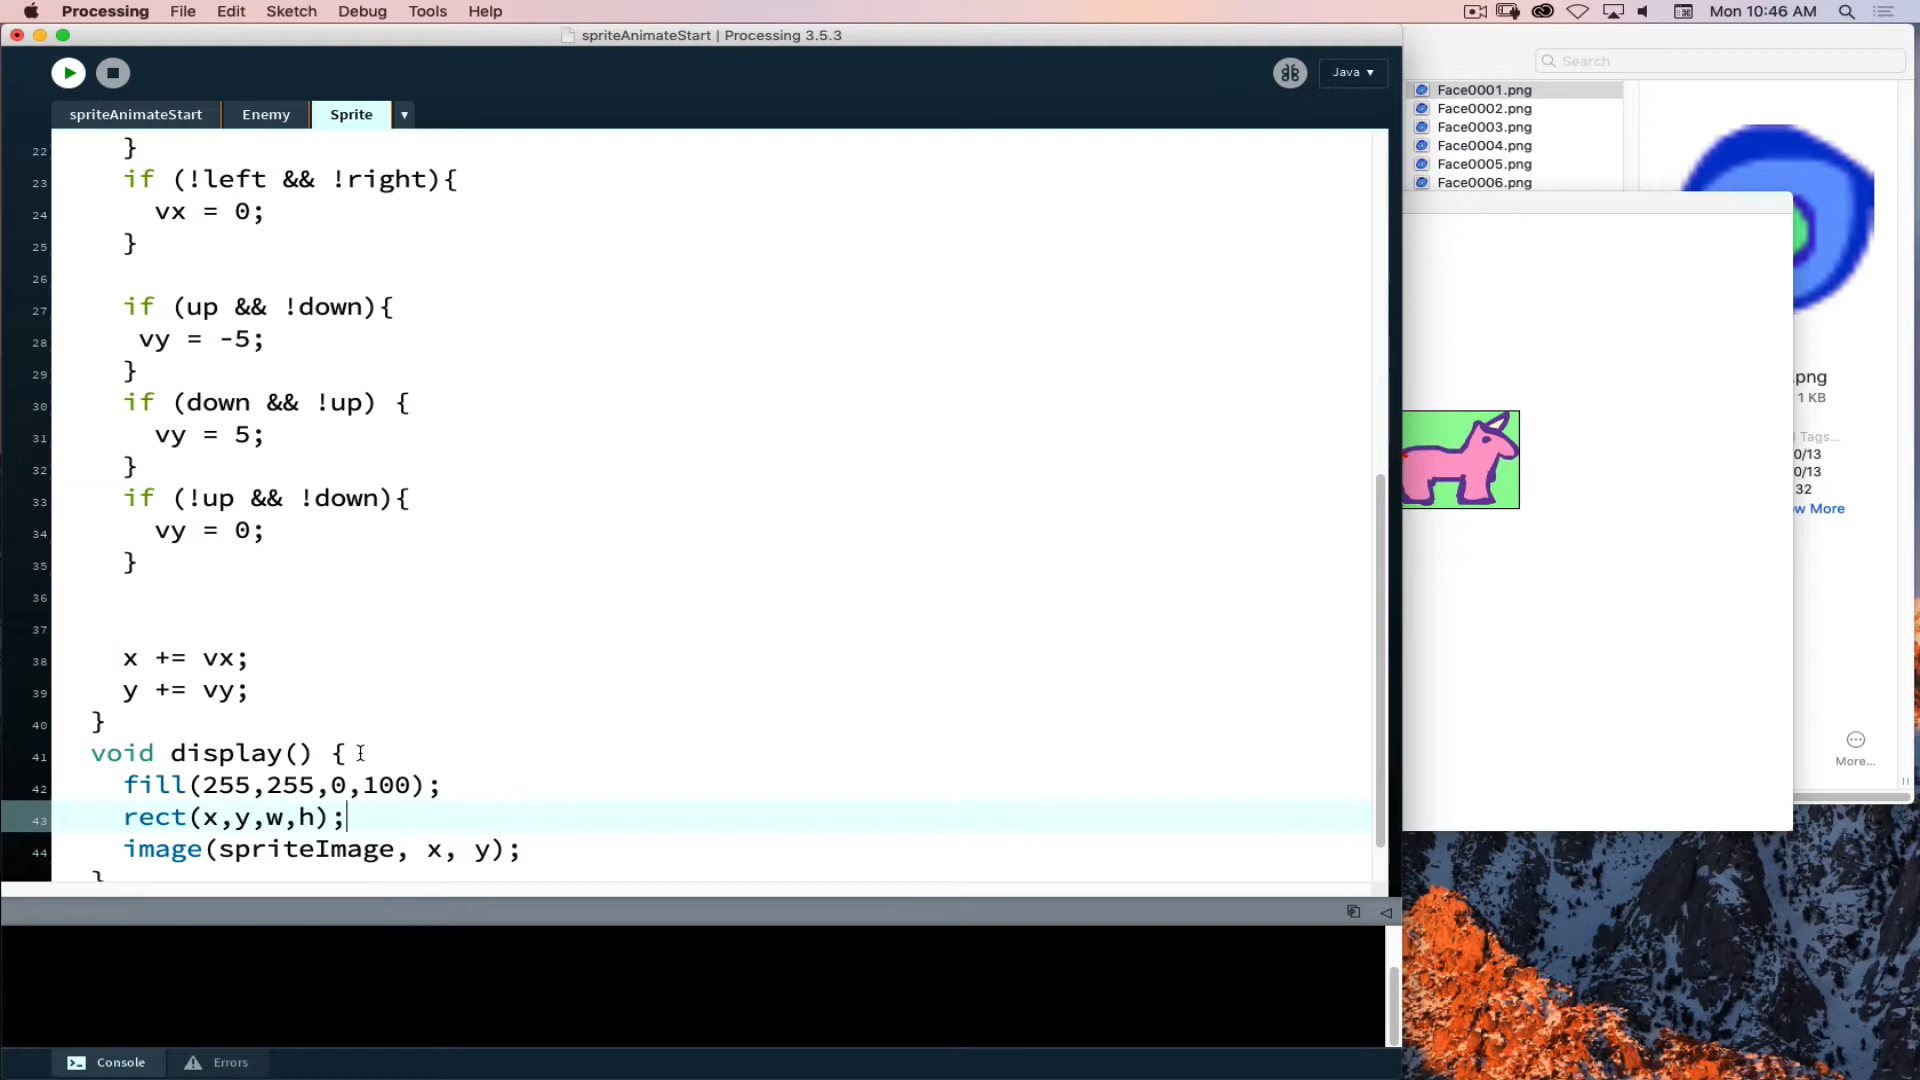 Processing File Edit Sketch Debug Tools Help Mon 10:46 AM
spriteAnimateStart | Processing 3.5.3
Java ▾
Search
spriteAnimateStart Enemy Sprite ▾
Face0001.png
Face0002.png
Face0003.png
Face0004.png
Face0005.png
Face0006.png
22 }
23 if (!left && !right){
24 vx = 0;
25 }
26
27 if (up && !down){
28 vy = -5;
29 }
30 if (down && !up) {
31 vy = 5;
32 }
33 if (!up && !down){
34 vy = 0;
35 }
36
37
38 x += vx;
39 y += vy;
40 }
41 void display() {
42 fill(255,255,0,100);
43 rect(x,y,w,h);
44 image(spriteImage, x, y);
}
.png
1 KB
Tags...
0/13
0/13
32
ow More
More...
Console Errors